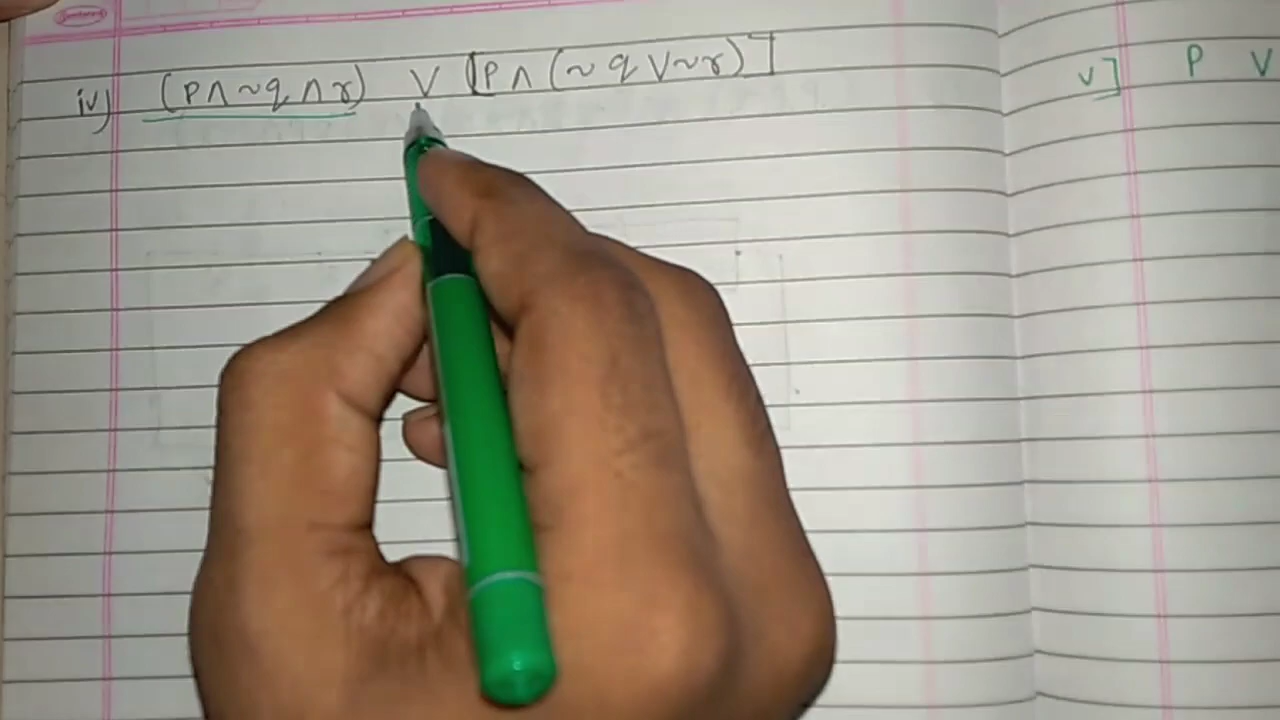 iv) (p ∧ ~q ∧ r) ∨ [p ∧ (~q ∨ ~r)]
v] P V